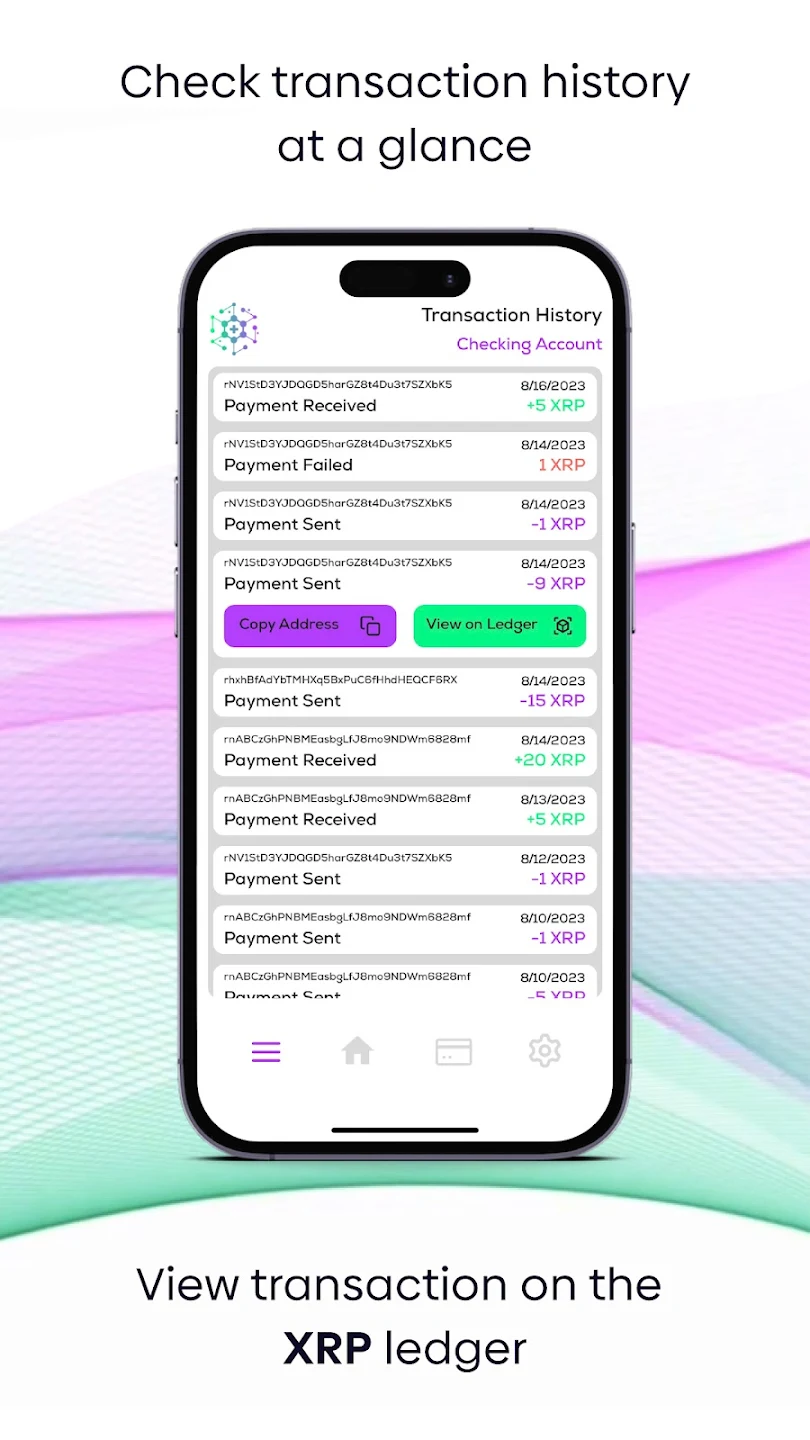 Check transaction history
at a glance
Transaction History
Checking Account
rNV1StD3YJDQGD5harGZ8t4Du3t7SZXbK5 8/16/2023
Payment Received +5 XRP
rNV1StD3YJDQGD5harGZ8t4Du3t7SZXbK5 8/14/2023
Payment Failed 1 XRP
rNV1StD3YJDQGD5harGZ8t4Du3t7SZXbK5 8/14/2023
Payment Sent -1 XRP
rNV1StD3YJDQGD5harGZ8t4Du3t7SZXbK5 8/14/2023
Payment Sent -9 XRP
Copy Address View on Ledger
rhxhBfAdYbTMHXq5BxPuC6fHhdHEQCF6RX 8/14/2023
Payment Sent -15 XRP
rnABCzGhPNBMEasbgLfJ8mo9NDWm6828mf 8/14/2023
Payment Received +20 XRP
rnABCzGhPNBMEasbgLfJ8mo9NDWm6828mf 8/13/2023
Payment Received +5 XRP
rNV1StD3YJDQGD5harGZ8t4Du3t7SZXbK5 8/12/2023
Payment Sent -1 XRP
rnABCzGhPNBMEasbgLfJ8mo9NDWm6828mf 8/10/2023
Payment Sent -1 XRP
rnABCzGhPNBMEasbgLfJ8mo9NDWm6828mf 8/10/2023
Payment Sent -5 XRP
View transaction on the
XRP ledger